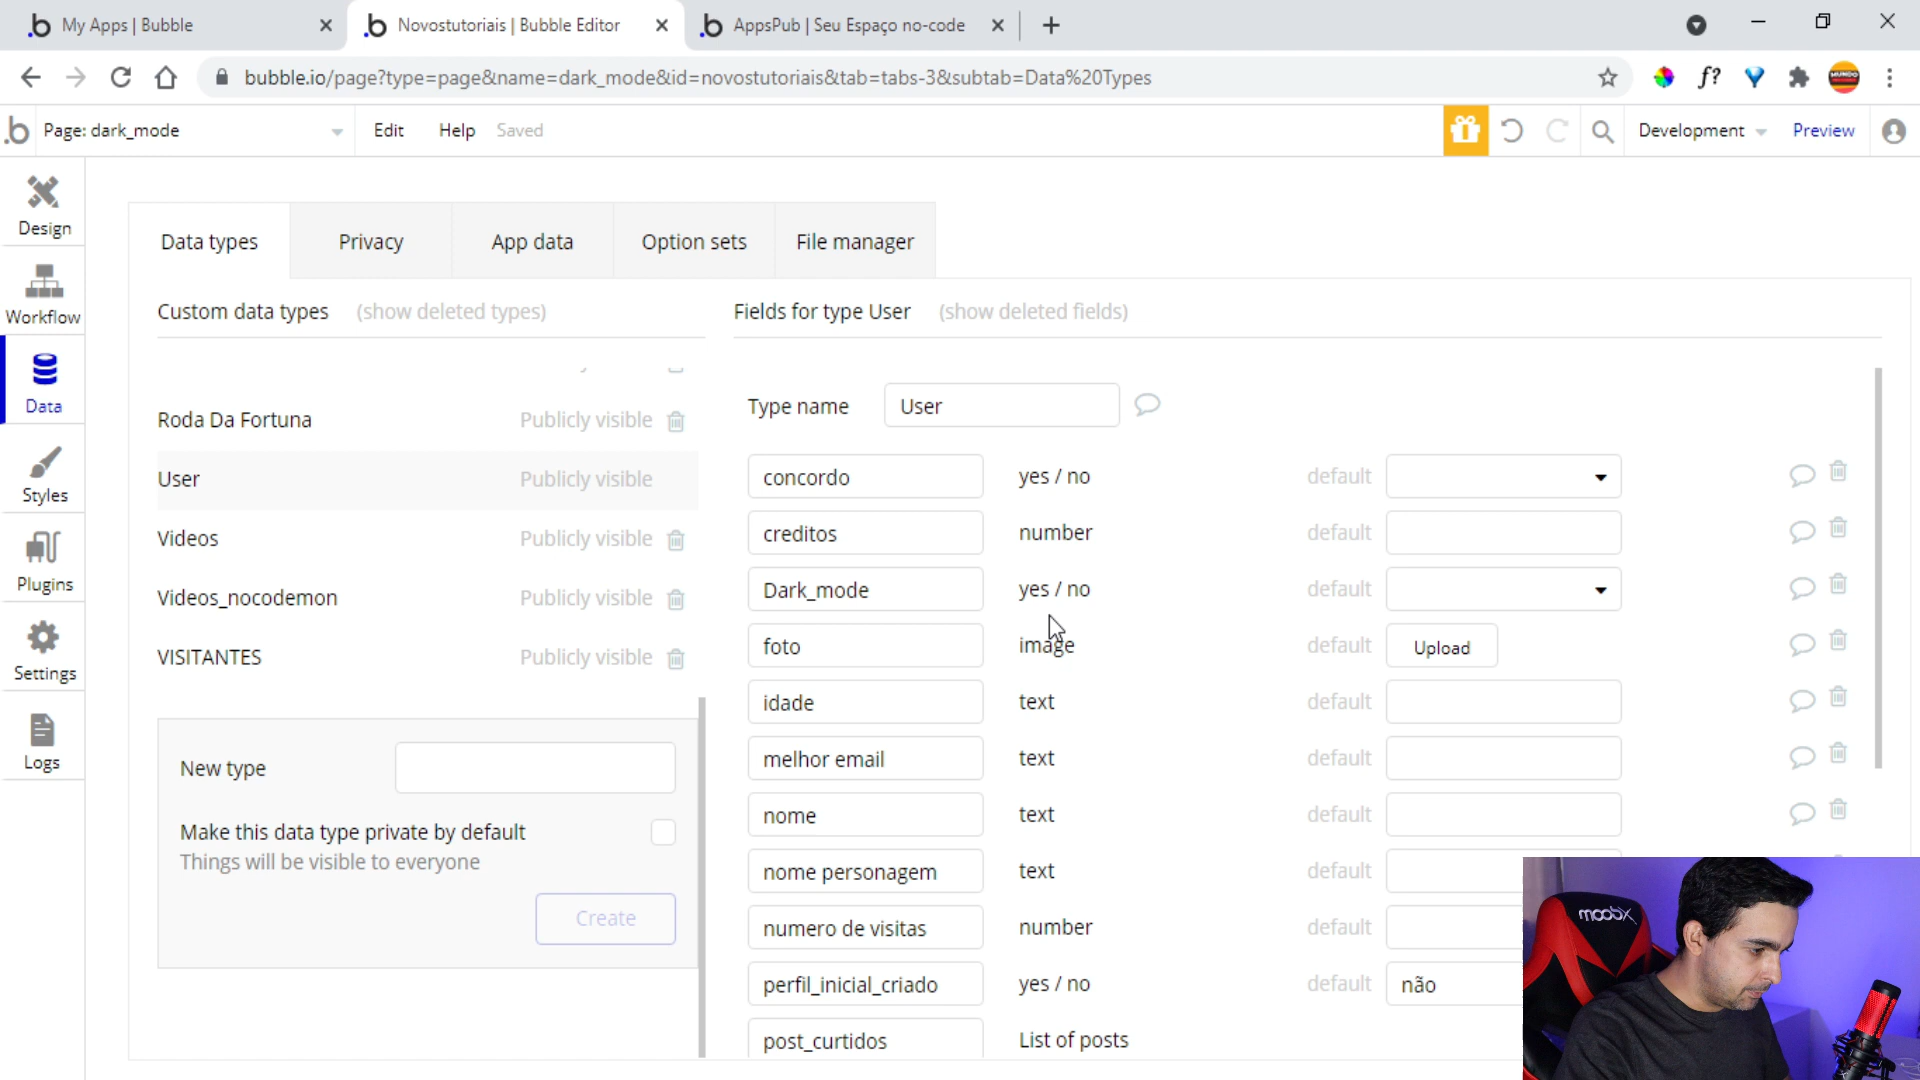 My Apps | Bubble
Novostutoriais | Bubble Editor
AppsPub | Seu Espaço no-code
bubble.io/page?type=page&name=dark_mode&id=novostutoriais&tab=tabs-3&subtab=Data%20Types
f?
MUNDO
Page: dark_mode
Edit
Help
Saved
Development
Preview
Design
Workflow
Data
Styles
Plugins
Settings
Logs
Data types
Privacy
App data
Option sets
File manager
Custom data types (show deleted types)
Roda Da Fortuna Publicly visible
User Publicly visible
Videos Publicly visible
Videos_nocodemon Publicly visible
VISITANTES Publicly visible
New type
Make this data type private by default
Things will be visible to everyone
Create
Fields for type User (show deleted fields)
Type name User
concordo yes / no default
creditos number default
Dark_mode yes / no default
foto image default Upload
idade text default
melhor email text default
nome text default
nome personagem text default
numero de visitas number default
perfil_inicial_criado yes / no default não
post_curtidos List of posts
moobx